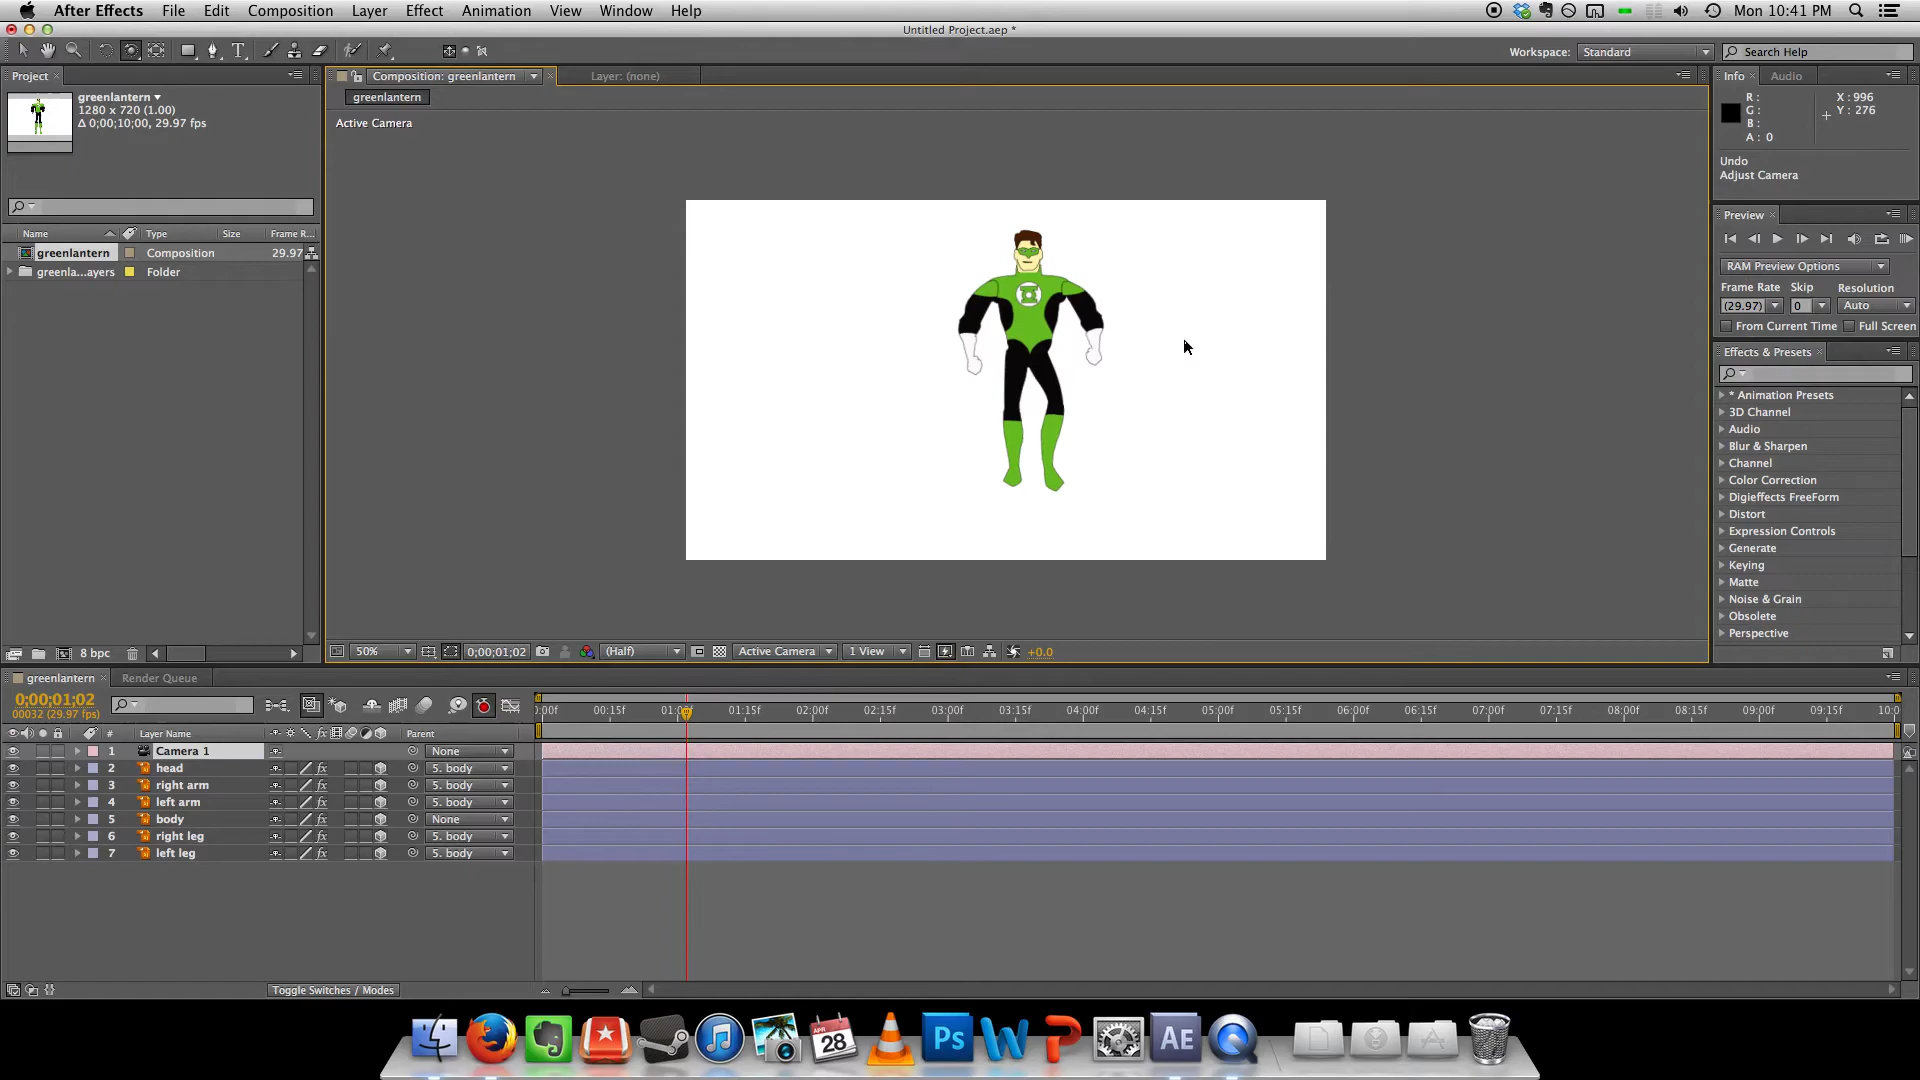 After Effects File Edit Composition Layer Effect Animation View Window Help Mon 10:41 PM
Untitled Project.aep *
Workspace: Standard Search Help
Project Composition: greenlantern Layer: (none) Info Audio
greenlantern
1280 x 720 (1.00)
Δ 0;00;10;00, 29.97 fps
greenlantern
Active Camera
R :
G :
B :
A : 0
X : 996
Y : 276
Undo
Adjust Camera
Preview
RAM Preview Options
Frame Rate Skip Resolution
(29.97) 0 Auto
From Current Time Full Screen
Name Type Size Frame R...
greenlantern Composition 29.97
greenla...ayers Folder
Effects & Presets
* Animation Presets
3D Channel
Audio
Blur & Sharpen
Channel
Color Correction
Digieffects FreeForm
Distort
Expression Controls
Generate
Keying
Matte
Noise & Grain
Obsolete
Perspective
8 bpc
50% 0;00;01;02 (Half) Active Camera 1 View +0.0
greenlantern Render Queue
0;00;01;02
00032 (29.97 fps)
):00f 00:15f 01:00f 01:15f 02:00f 02:15f 03:00f 03:15f 04:00f 04:15f 05:00f 05:15f 06:00f 06:15f 07:00f 07:15f 08:00f 08:15f 09:00f 09:15f 10:0
# Layer Name fx Parent
1 Camera 1 None
2 head fx 5. body
3 right arm fx 5. body
4 left arm fx 5. body
5 body fx None
6 right leg fx 5. body
7 left leg fx 5. body
Toggle Switches / Modes
APR
28
Ps
W
AE